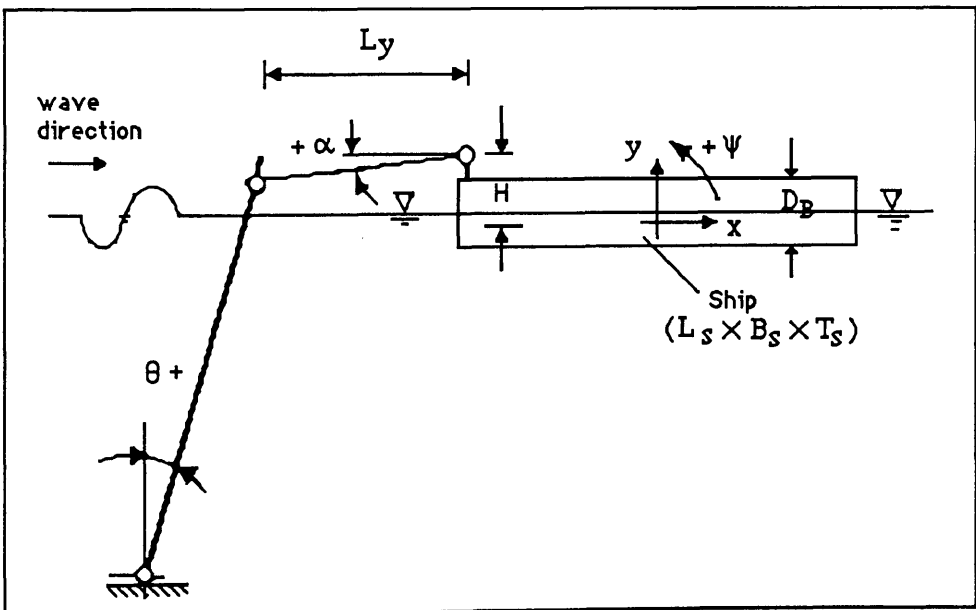 Ly
wave
direction
+ α
y
+ Ψ
H
D_B
x
Ship
(L_S × B_S × T_S)
θ +